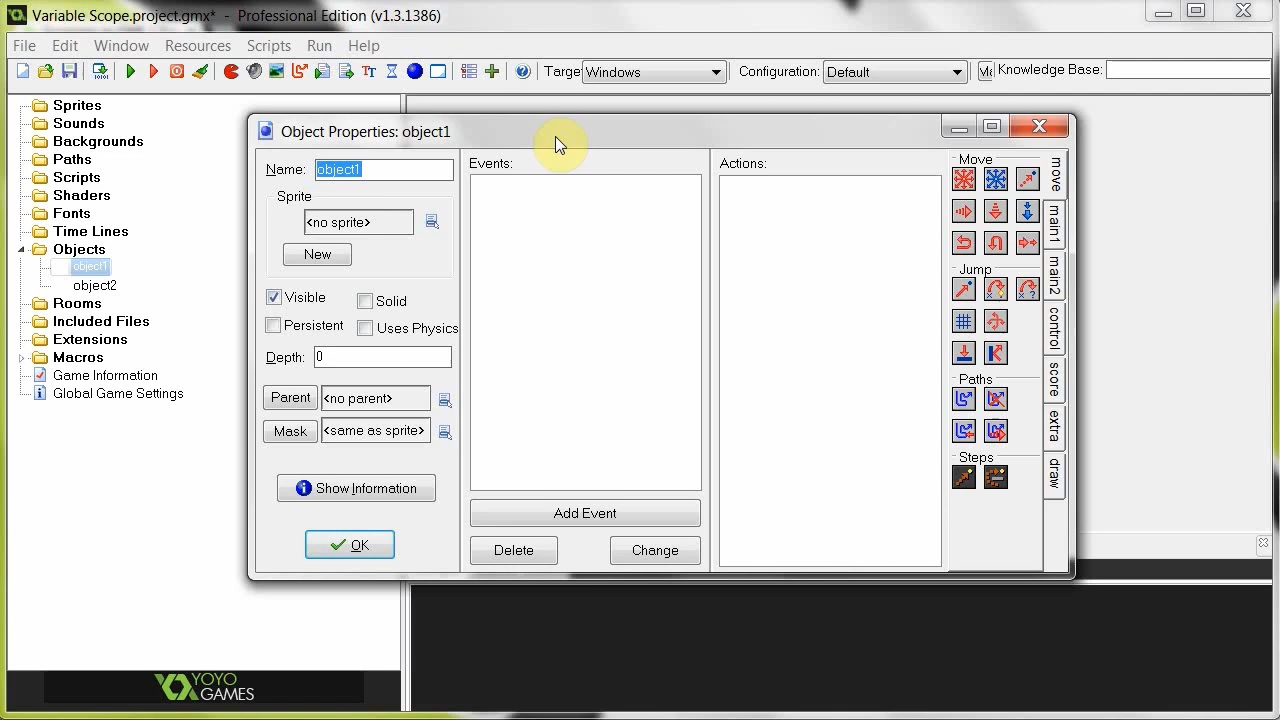 Variable Scope.project.gmx* - Professional Edition (v1.3.1386)
File Edit Window Resources Scripts Run Help
Targe Windows Configuration: Default Knowledge Base:
Sprites
Sounds
Backgrounds
Paths
Scripts
Shaders
Fonts
Time Lines
Objects
object1
object2
Rooms
Included Files
Extensions
Macros
Game Information
Global Game Settings
YOYO
GAMES
Object Properties: object1
Name: object1
Sprite
<no sprite>
New
Visible Solid
Persistent Uses Physics
Depth: 0
Parent <no parent>
Mask <same as sprite>
Show Information
OK
Events:
Add Event
Delete Change
Actions:
Move
Jump
Paths
Steps
move
main1
main2
control
score
extra
draw